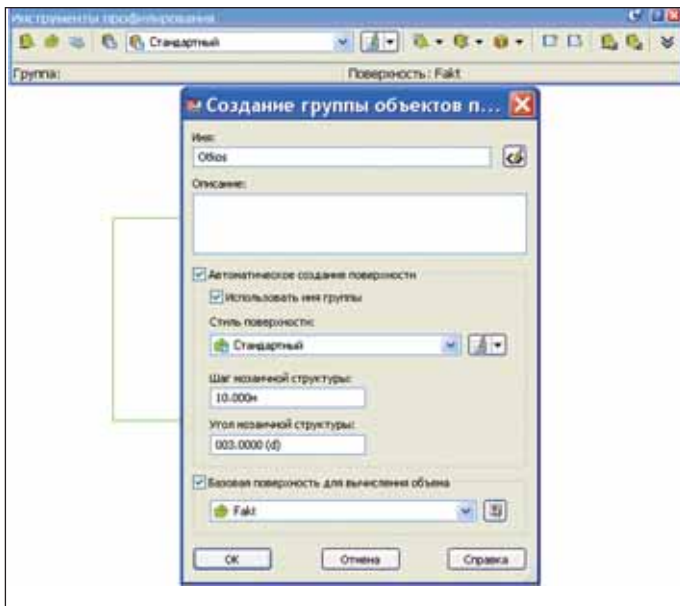 Инструменты профилирования
Стандартный
Группа:
Поверхность: Fakt
Создание группы объектов п...
Имя:
Otkos
Описание:
Автоматическое создание поверхности
Использовать имя группы
Стиль поверхности:
Стандартный
Шаг мозаичной структуры:
10.000м
Угол мозаичной структуры:
003.0000 (d)
Базовая поверхность для вычисления объема
Fakt
OK
Отмена
Справка